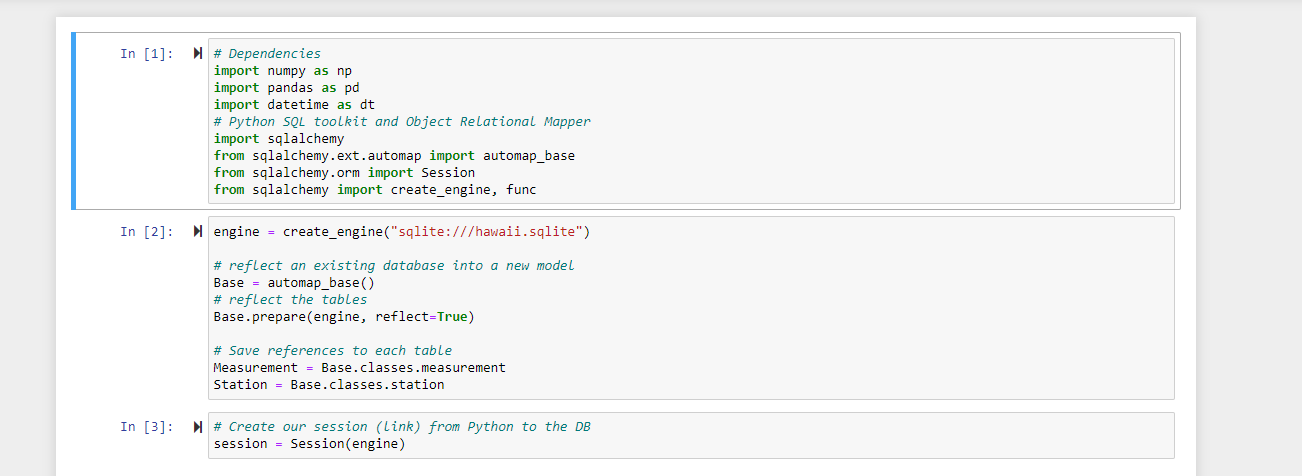 In [1]:
# Dependencies
import numpy as np
import pandas as pd
import datetime as dt
# Python SQL toolkit and Object Relational Mapper
import sqlalchemy
from sqlalchemy.ext.automap import automap_base
from sqlalchemy.orm import Session
from sqlalchemy import create_engine, func
In [2]:
engine = create_engine("sqlite:///hawaii.sqlite")
# reflect an existing database into a new model
Base = automap_base()
# reflect the tables
Base.prepare(engine, reflect=True)
# Save references to each table
Measurement = Base.classes.measurement
Station = Base.classes.station
In [3]:
# Create our session (link) from Python to the DB
session = Session(engine)